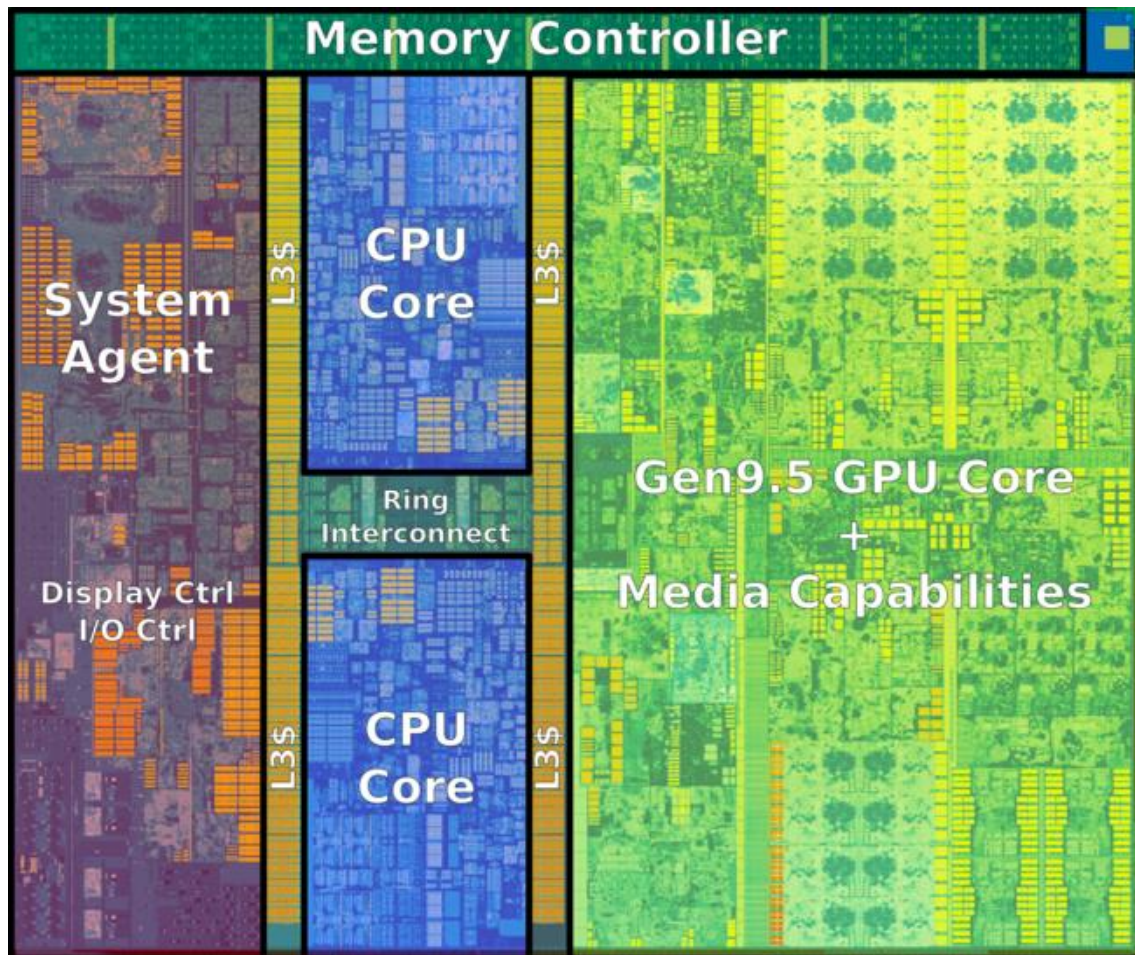 Memory Controller
System
Agent
Display Ctrl
I/O Ctrl
L3$
L3$
CPU
Core
Ring
Interconnect
CPU
Core
L3$
L3$
Gen9.5 GPU Core
+
Media Capabilities